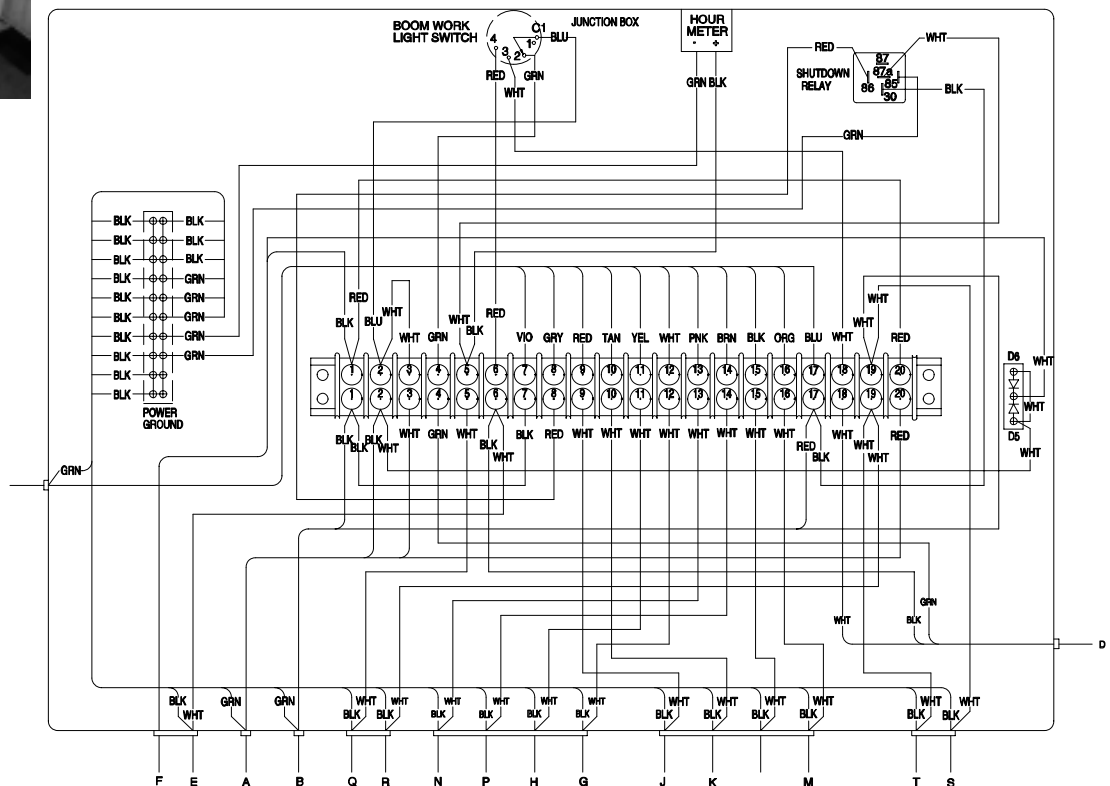 BOOM WORK
LIGHT SWITCH
JUNCTION BOX
HOUR
METER
- +
C1
4 3 2 1
BLU
RED
WHT
GRN
GRN BLK
SHUTDOWN
RELAY
RED
WHT
87
87a
86
85
30
BLK
GRN
BLK BLK
BLK BLK
BLK BLK
BLK GRN
BLK GRN
BLK GRN
BLK GRN
BLK GRN
BLK
BLK
POWER
GROUND
GRN
BLK RED BLU WHT WHT GRN WHT BLK RED VIO GRY RED TAN YEL WHT PNK BRN BLK ORG BLU WHT WHT WHT RED
1 2 3 4 5 6 7 8 9 10 11 12 13 14 15 16 17 18 19 20
1 2 3 4 5 6 7 8 9 10 11 12 13 14 15 16 17 18 19 20
BLK BLK BLK WHT WHT GRN WHT BLK WHT BLK RED WHT WHT WHT WHT WHT WHT WHT WHT RED BLK WHT WHT WHT RED
D6
WHT
WHT
D5
WHT
WHT
BLK
GRN
D
BLK WHT GRN GRN WHT BLK WHT BLK WHT BLK WHT BLK WHT BLK WHT BLK WHT BLK WHT BLK WHT BLK WHT BLK WHT BLK WHT BLK
F E A B Q R N P H G J K M T S